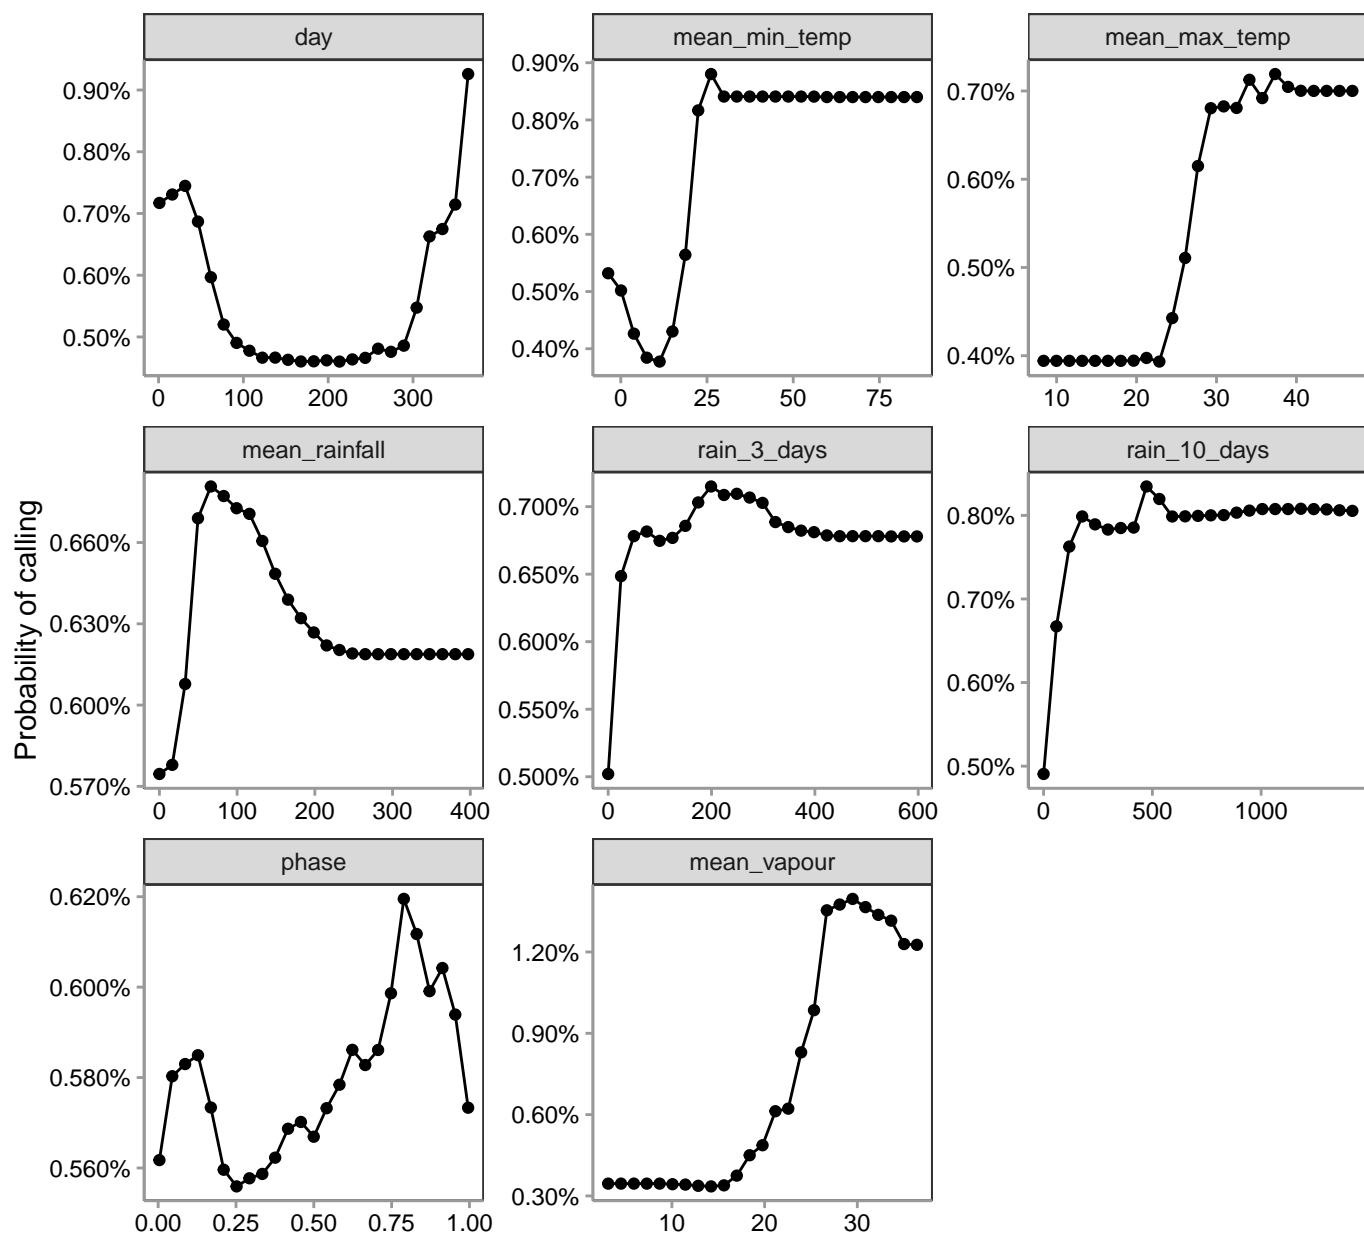 day
0.90%
0.80%
0.70%
0.60%
0.50%
0 100 200 300
mean_min_temp
0.90%
0.80%
0.70%
0.60%
0.50%
0.40%
0 25 50 75
mean_max_temp
0.70%
0.60%
0.50%
0.40%
10 20 30 40
Probability of calling
mean_rainfall
0.660%
0.630%
0.600%
0.570%
0 100 200 300 400
rain_3_days
0.700%
0.650%
0.600%
0.550%
0.500%
0 200 400 600
rain_10_days
0.80%
0.70%
0.60%
0.50%
0 500 1000
phase
0.620%
0.600%
0.580%
0.560%
0.00 0.25 0.50 0.75 1.00
mean_vapour
1.20%
0.90%
0.60%
0.30%
10 20 30